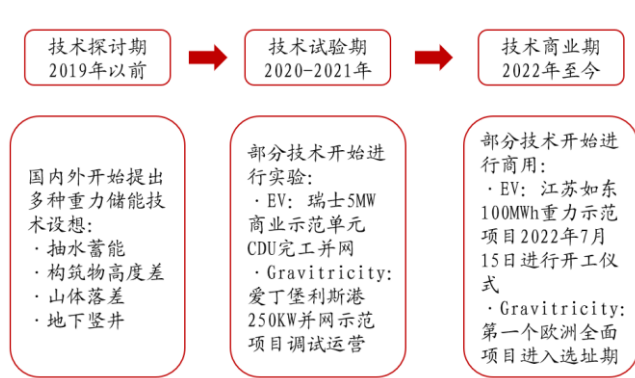 技术探讨期
2019年以前
技术试验期
2020-2021年
技术商业期
2022年至今
国内外开始提出
多种重力储能技
术设想:
·抽水蓄能
·构筑物高度差
·山体落差
·地下竖井
部分技术开始进
行实验:
·EV: 瑞士5MW
商业示范单元
CDU完工并网
·Gravitricity:
爱丁堡利斯港
250KW并网示范
项目调试运营
部分技术开始进
行商用:
·EV: 江苏如东
100MWh重力示范
项目2022年7月
15日进行开工仪
式
·Gravitricity:
第一个欧洲全面
项目进入选址期